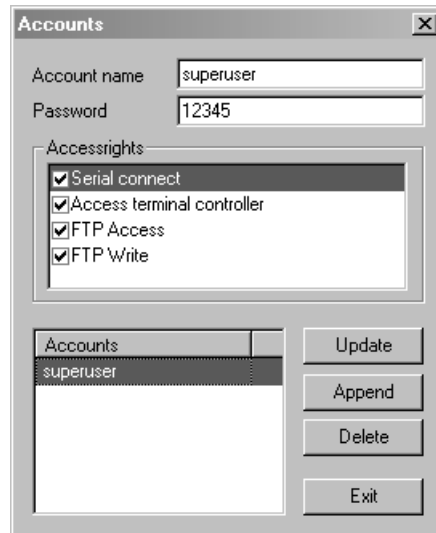 Accounts
Account name superuser
Password 12345
Accessrights
Serial connect
Access terminal controller
FTP Access
FTP Write
Accounts
superuser
Update
Append
Delete
Exit